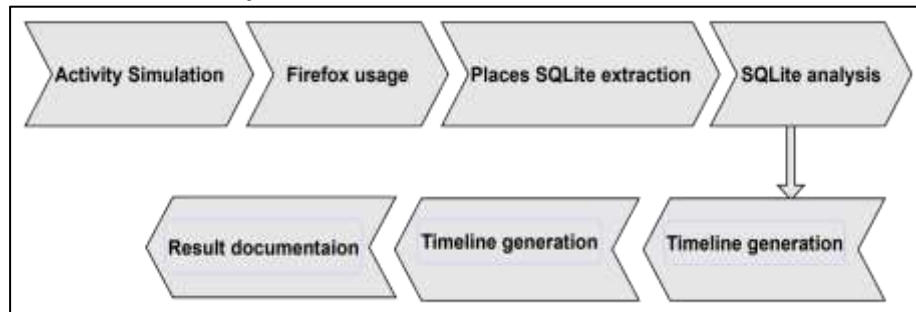 Activity Simulation
Firefox usage
Places SQLite extraction
SQLite analysis
Timeline generation
Timeline generation
Result documentaion